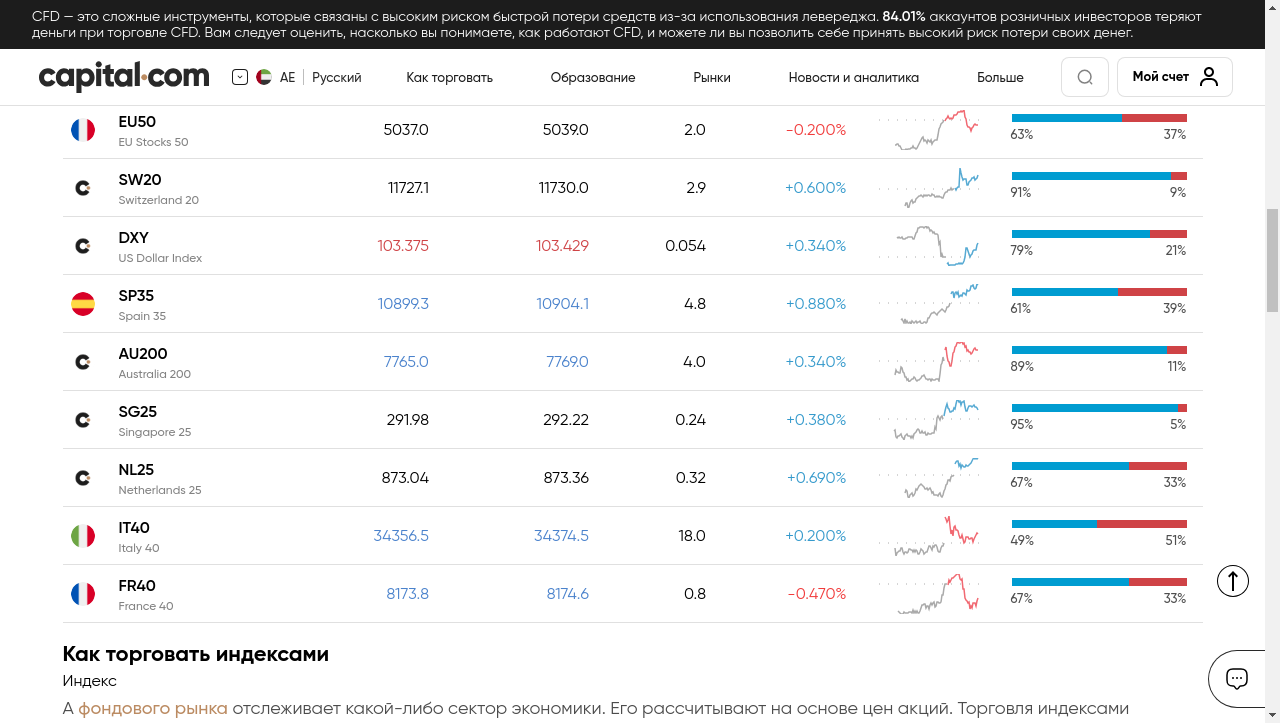 CFD — это сложные инструменты, которые связаны с высоким риском быстрой потери средств из-за использования левереджа. 84.01% аккаунтов розничных инвесторов теряют
деньги при торговле CFD. Вам следует оценить, насколько вы понимаете, как работают CFD, и можете ли вы позволить себе принять высокий риск потери своих денег.
capital.com AE Русский Как торговать Образование Рынки Новости и аналитика Больше Мой счет
EU50 5037.0 5039.0 2.0 -0.200%
EU Stocks 50 63% 37%
SW20 11727.1 11730.0 2.9 +0.600%
Switzerland 20 91% 9%
DXY 103.375 103.429 0.054 +0.340%
US Dollar Index 79% 21%
SP35 10899.3 10904.1 4.8 +0.880%
Spain 35 61% 39%
AU200 7765.0 7769.0 4.0 +0.340%
Australia 200 89% 11%
SG25 291.98 292.22 0.24 +0.380%
Singapore 25 95% 5%
NL25 873.04 873.36 0.32 +0.690%
Netherlands 25 67% 33%
IT40 34356.5 34374.5 18.0 +0.200%
Italy 40 49% 51%
FR40 8173.8 8174.6 0.8 -0.470%
France 40 67% 33%
Как торговать индексами
Индекс
А фондового рынка отслеживает какой-либо сектор экономики. Его рассчитывают на основе цен акций. Торговля индексами